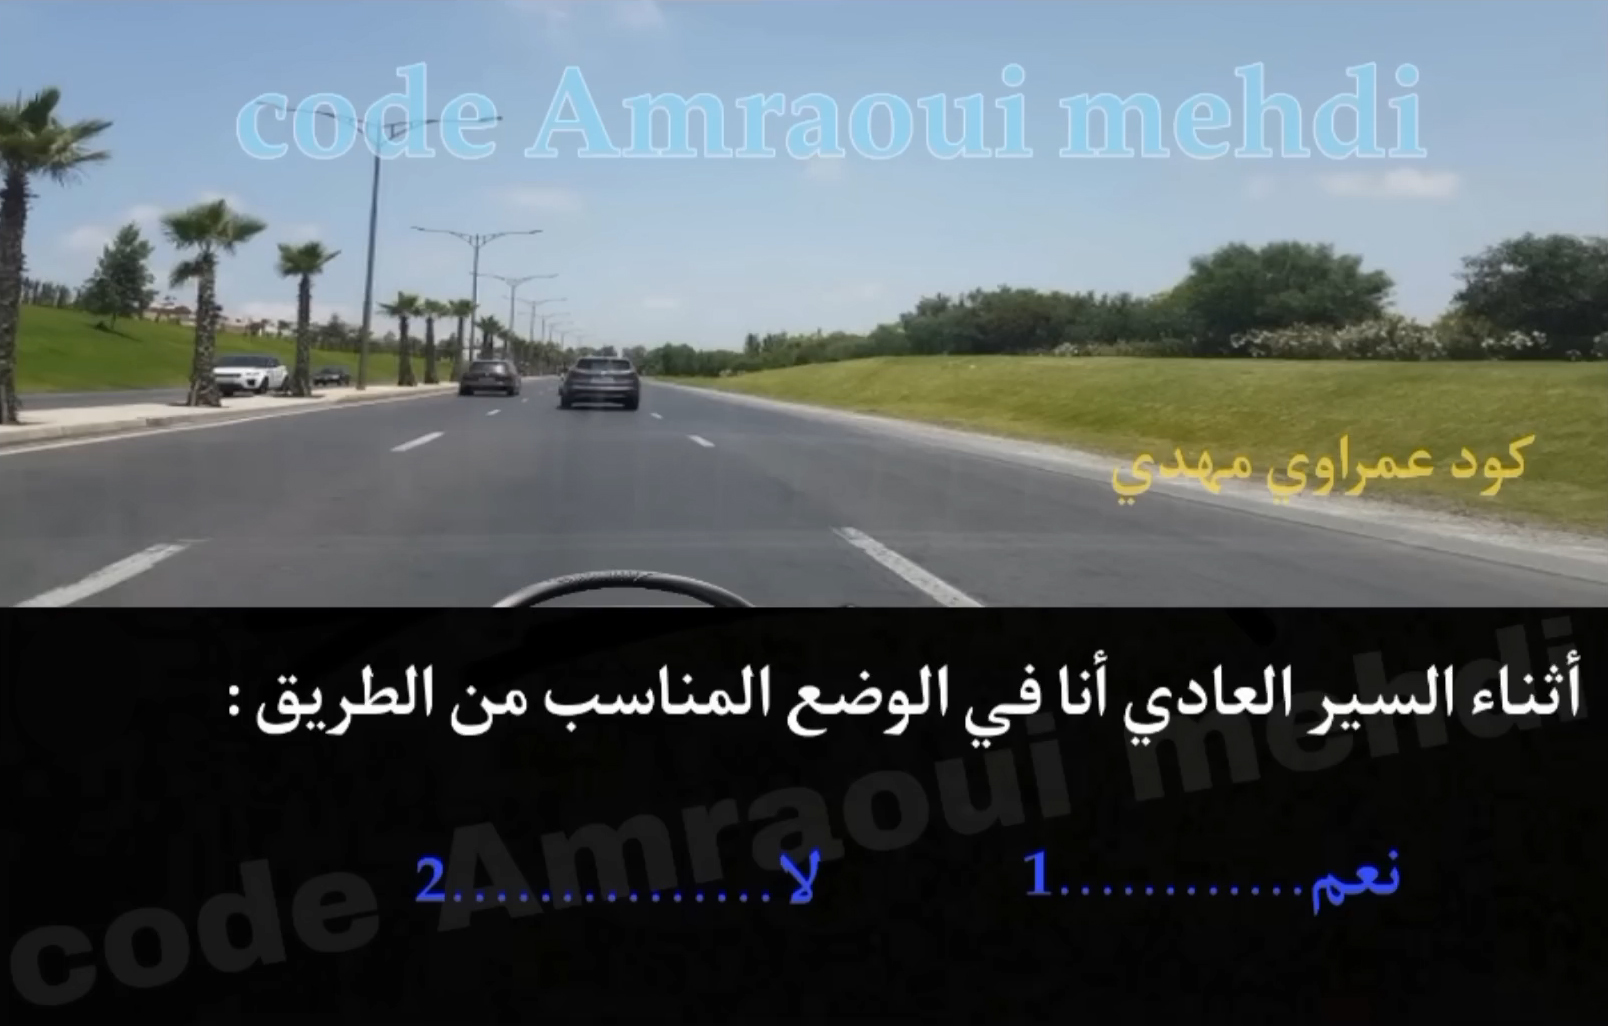 code Amraoui mehdi
كود عمراوي مهدي
أثناء السير العادي أنا في الوضع المناسب من الطريق :
نعم............1
لا...............2
code Amraoui mehdi